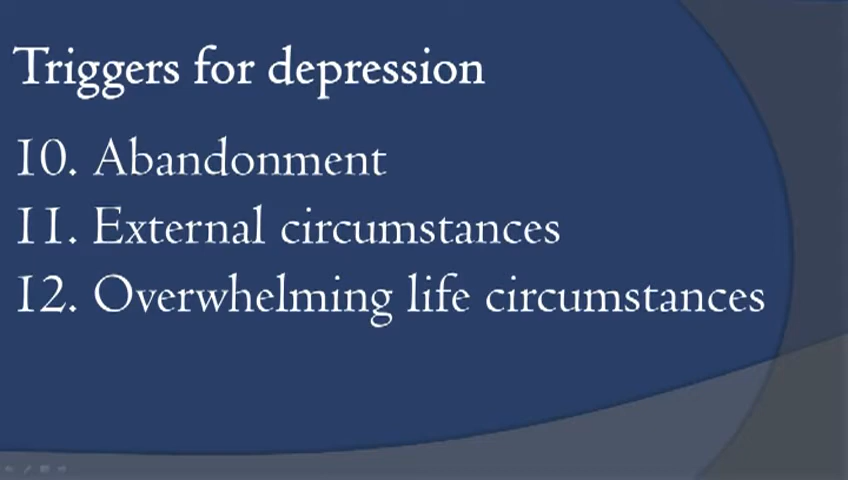 Triggers for depression
10. Abandonment
11. External circumstances
12. Overwhelming life circumstances